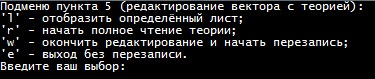 Подменю пункта 5 (редактирование вектора с теорией):
'l' - отобразить определённый лист;
'r' - начать полное чтение теории;
'w' - окончить редактирование и начать перезапись;
'e' - выход без перезаписи.
Введите ваш выбор: